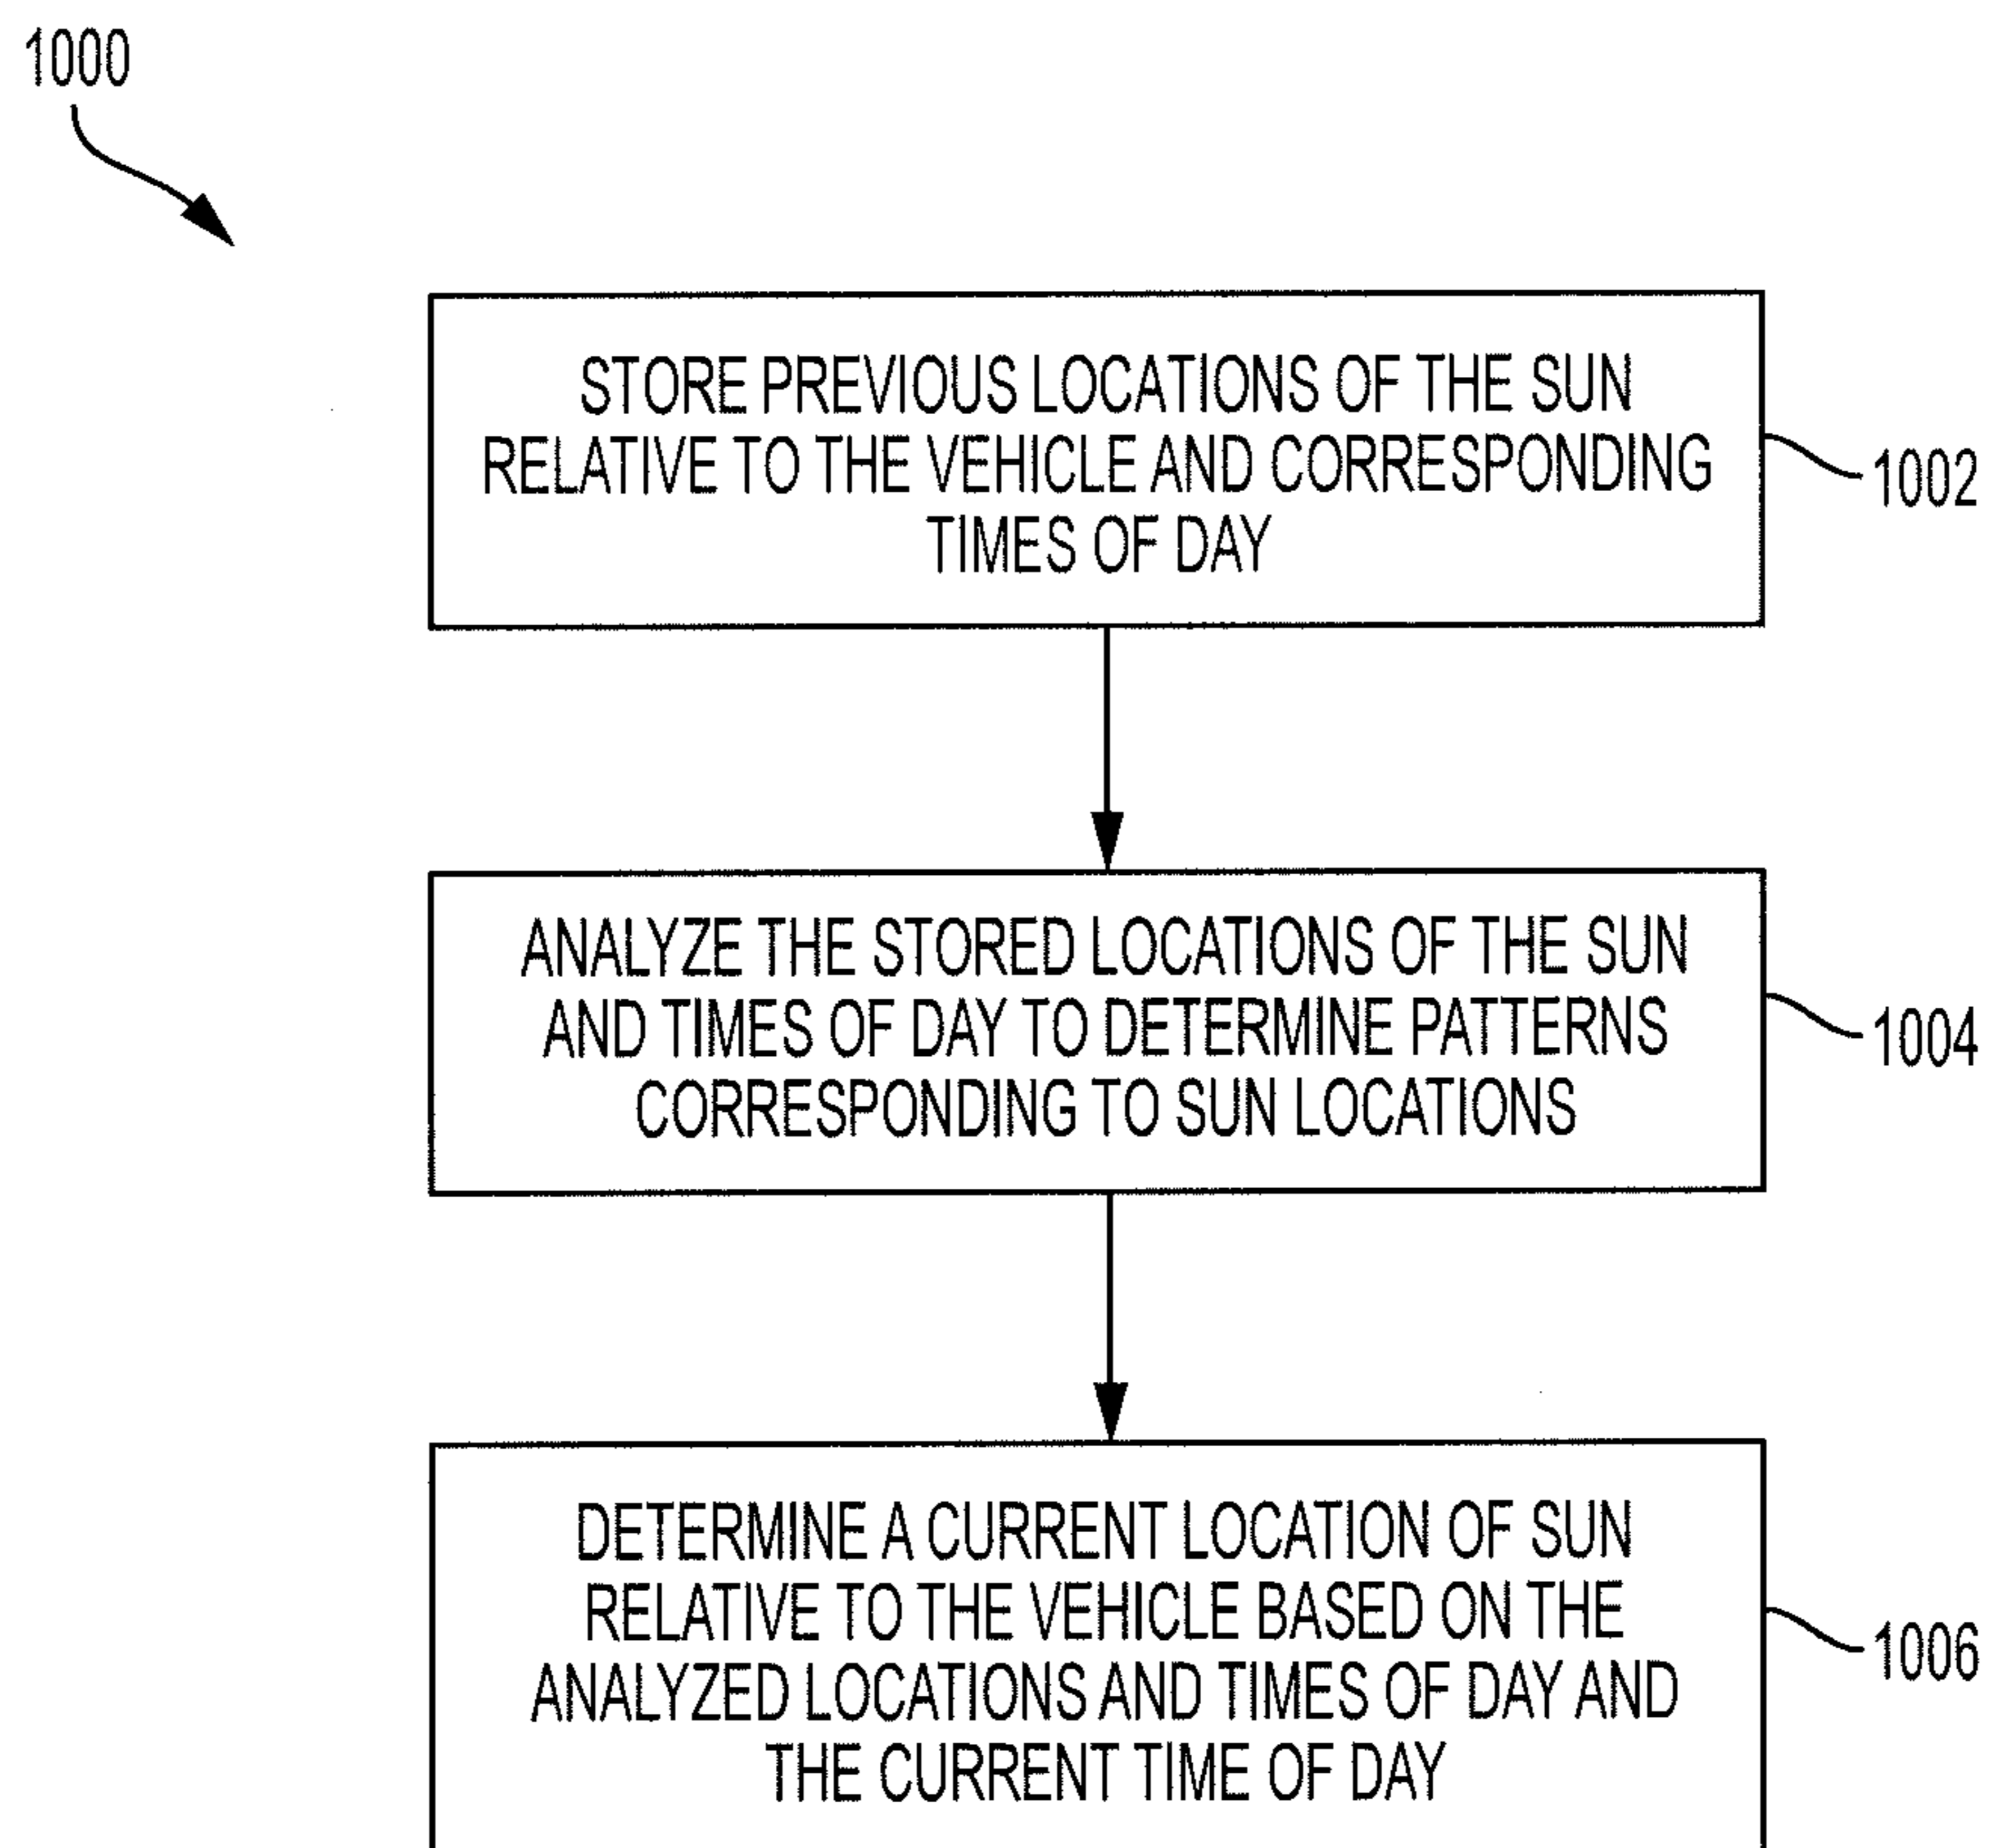 1000
STORE PREVIOUS LOCATIONS OF THE SUN
RELATIVE TO THE VEHICLE AND CORRESPONDING
TIMES OF DAY
1002
ANALYZE THE STORED LOCATIONS OF THE SUN
AND TIMES OF DAY TO DETERMINE PATTERNS
CORRESPONDING TO SUN LOCATIONS
1004
DETERMINE A CURRENT LOCATION OF SUN
RELATIVE TO THE VEHICLE BASED ON THE
ANALYZED LOCATIONS AND TIMES OF DAY AND
THE CURRENT TIME OF DAY
1006